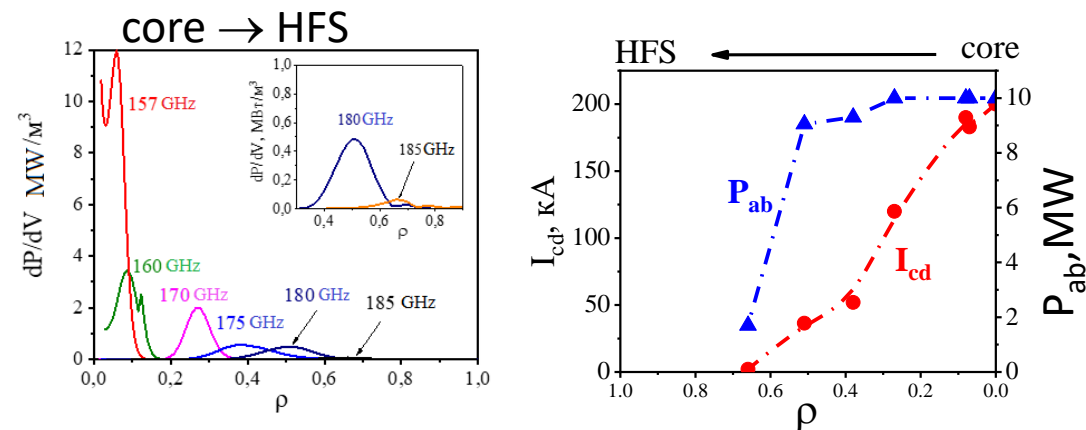 core → HFS
dP/dV MW/м³
12
10
8
6
4
2
0
0,0
0,2
0,4
0,6
0,8
1,0
ρ
157 GHz
160 GHz
170 GHz
175 GHz
180 GHz
185 GHz
dP/dV, МВт/м³
1,0
0,8
0,6
0,4
0,2
0,0
0,4
0,6
0,8
ρ
180 GHz
185 GHz
HFS
core
I_cd, кА
200
150
100
50
0
1.0
0.8
0.6
0.4
0.2
0.0
ρ
P_ab
I_cd
10
8
6
4
2
0
P_ab, MW